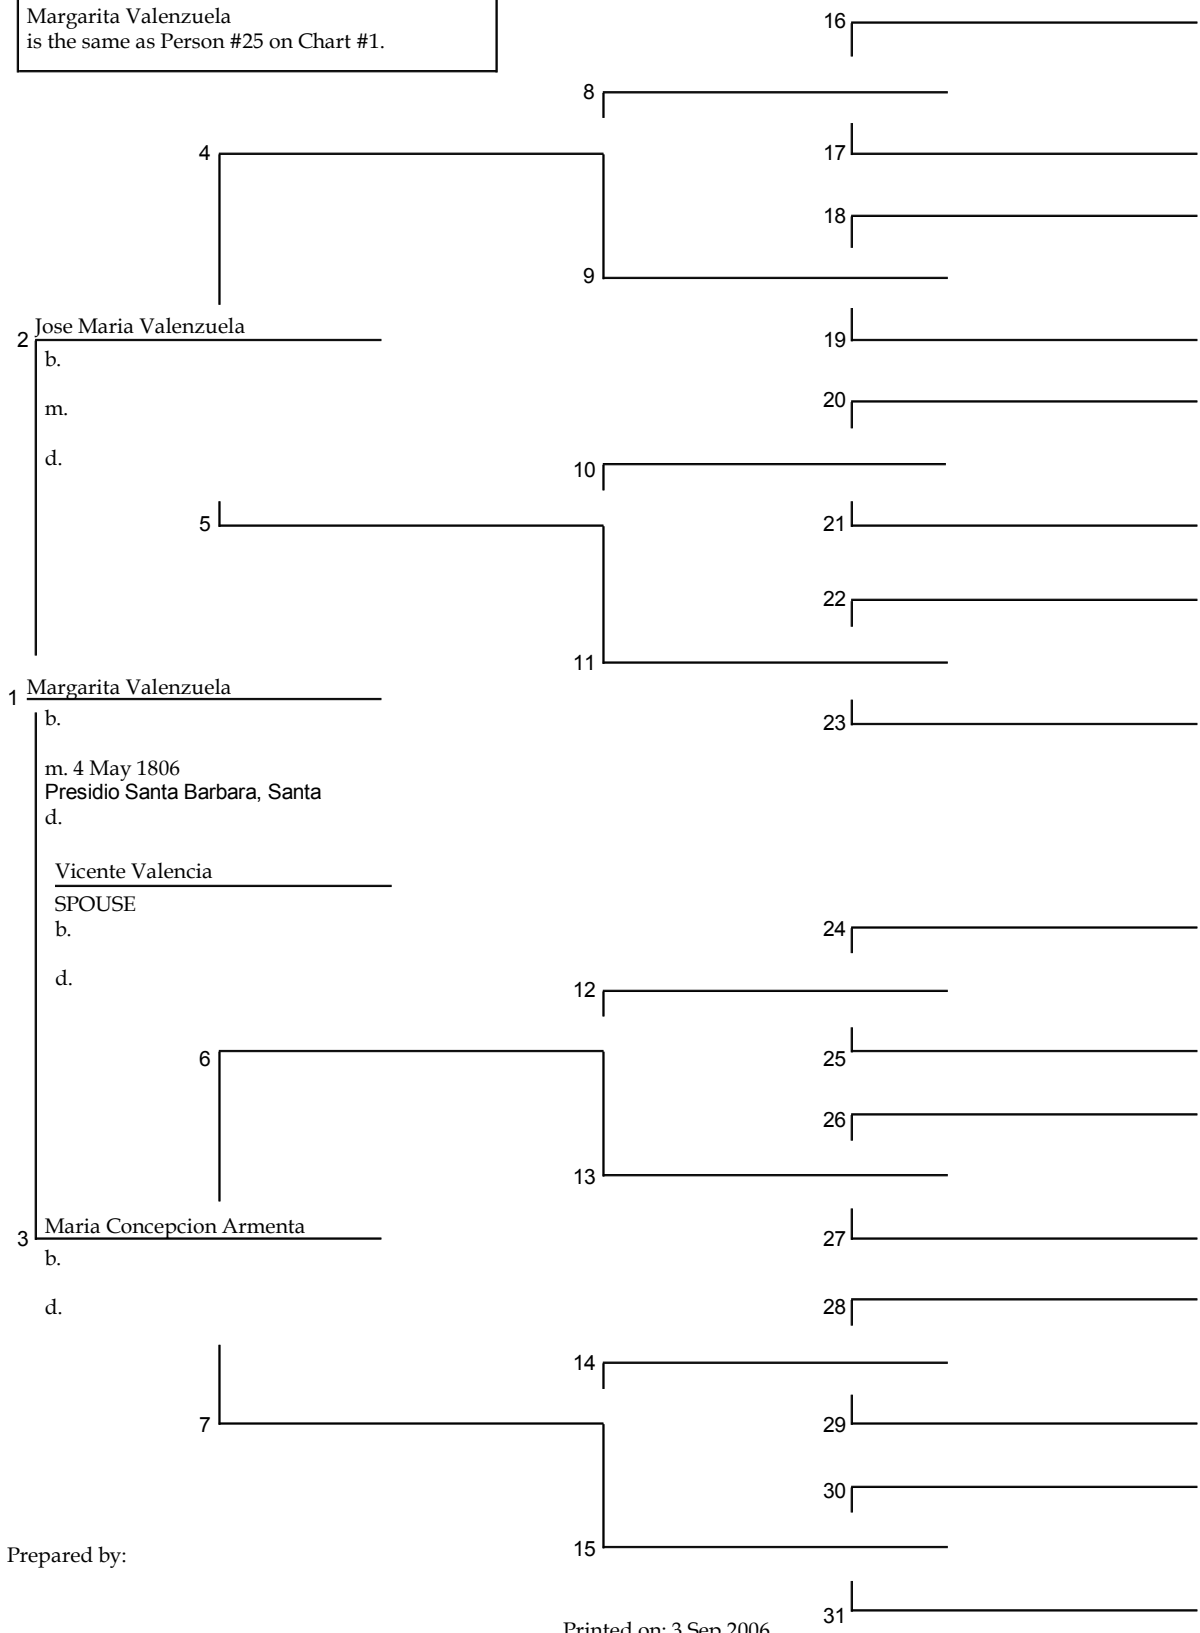 Margarita Valenzuela
is the same as Person #25 on Chart #1.
16
8
4
17
18
9
2 Jose Maria Valenzuela
b.
19
m.
20
d.
10
5
21
22
11
1 Margarita Valenzuela
b.
23
m. 4 May 1806
Presidio Santa Barbara, Santa
d.
Vicente Valencia
SPOUSE
b.
24
d.
12
6
25
26
13
3 Maria Concepcion Armenta
27
b.
d.
28
14
7
29
30
Prepared by:
15
31
Printed on: 3 Sep 2006